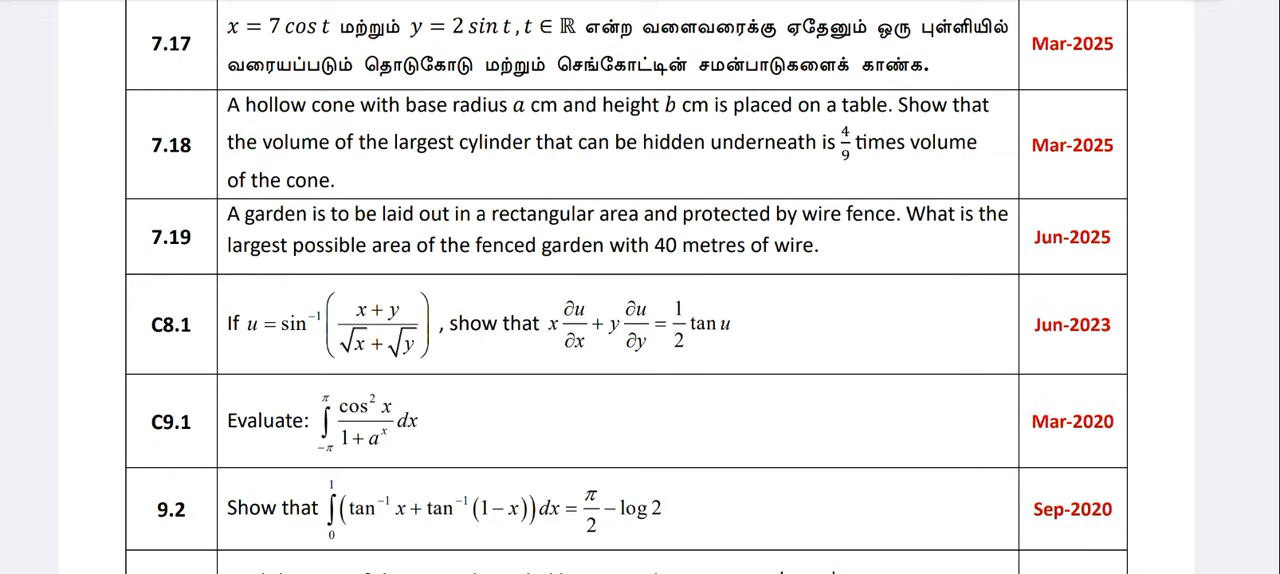 7.17
x = 7 cos t மற்றும் y = 2 sin t , t ∈ ℝ என்ற வளைவரைக்கு ஏதேனும் ஒரு புள்ளியில்
வரையப்படும் தொடுகோடு மற்றும் செங்கோட்டின் சமன்பாடுகளைக் காண்க.
Mar-2025
7.18
A hollow cone with base radius a cm and height b cm is placed on a table. Show that
the volume of the largest cylinder that can be hidden underneath is 4/9 times volume
of the cone.
Mar-2025
7.19
A garden is to be laid out in a rectangular area and protected by wire fence. What is the
largest possible area of the fenced garden with 40 metres of wire.
Jun-2025
C8.1
If u = sin⁻¹((x + y)/(√x + √y)) , show that x ∂u/∂x + y ∂u/∂y = 1/2 tan u
Jun-2023
C9.1
Evaluate: ∫_{-π}^{π} cos² x/(1 + aˣ) dx
Mar-2020
9.2
Show that ∫_0^1 (tan⁻¹ x + tan⁻¹ (1 − x)) dx = π/2 − log 2
Sep-2020